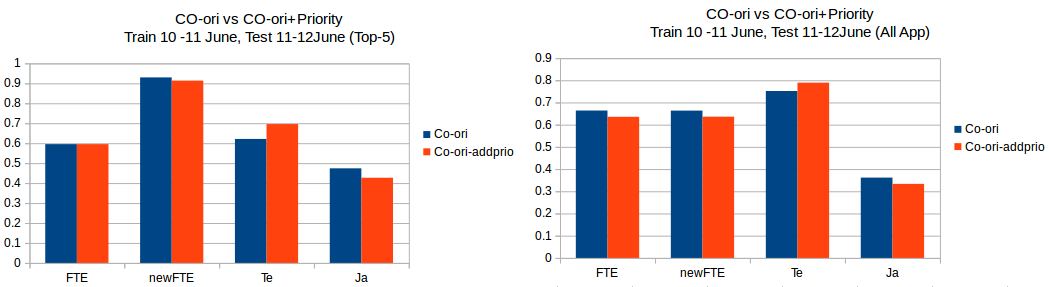 CO-ori vs CO-ori+Priority
Train 10 -11 June, Test 11-12June (Top-5)
1
0.9
0.8
0.7
0.6
0.5
0.4
0.3
0.2
0.1
0
FTE newFTE Te Ja
Co-ori
Co-ori-addprio
CO-ori vs CO-ori+Priority
Train 10 -11 June, Test 11-12June (All App)
0.9
0.8
0.7
0.6
0.5
0.4
0.3
0.2
0.1
0
FTE newFTE Te Ja
Co-ori
Co-ori-addprio